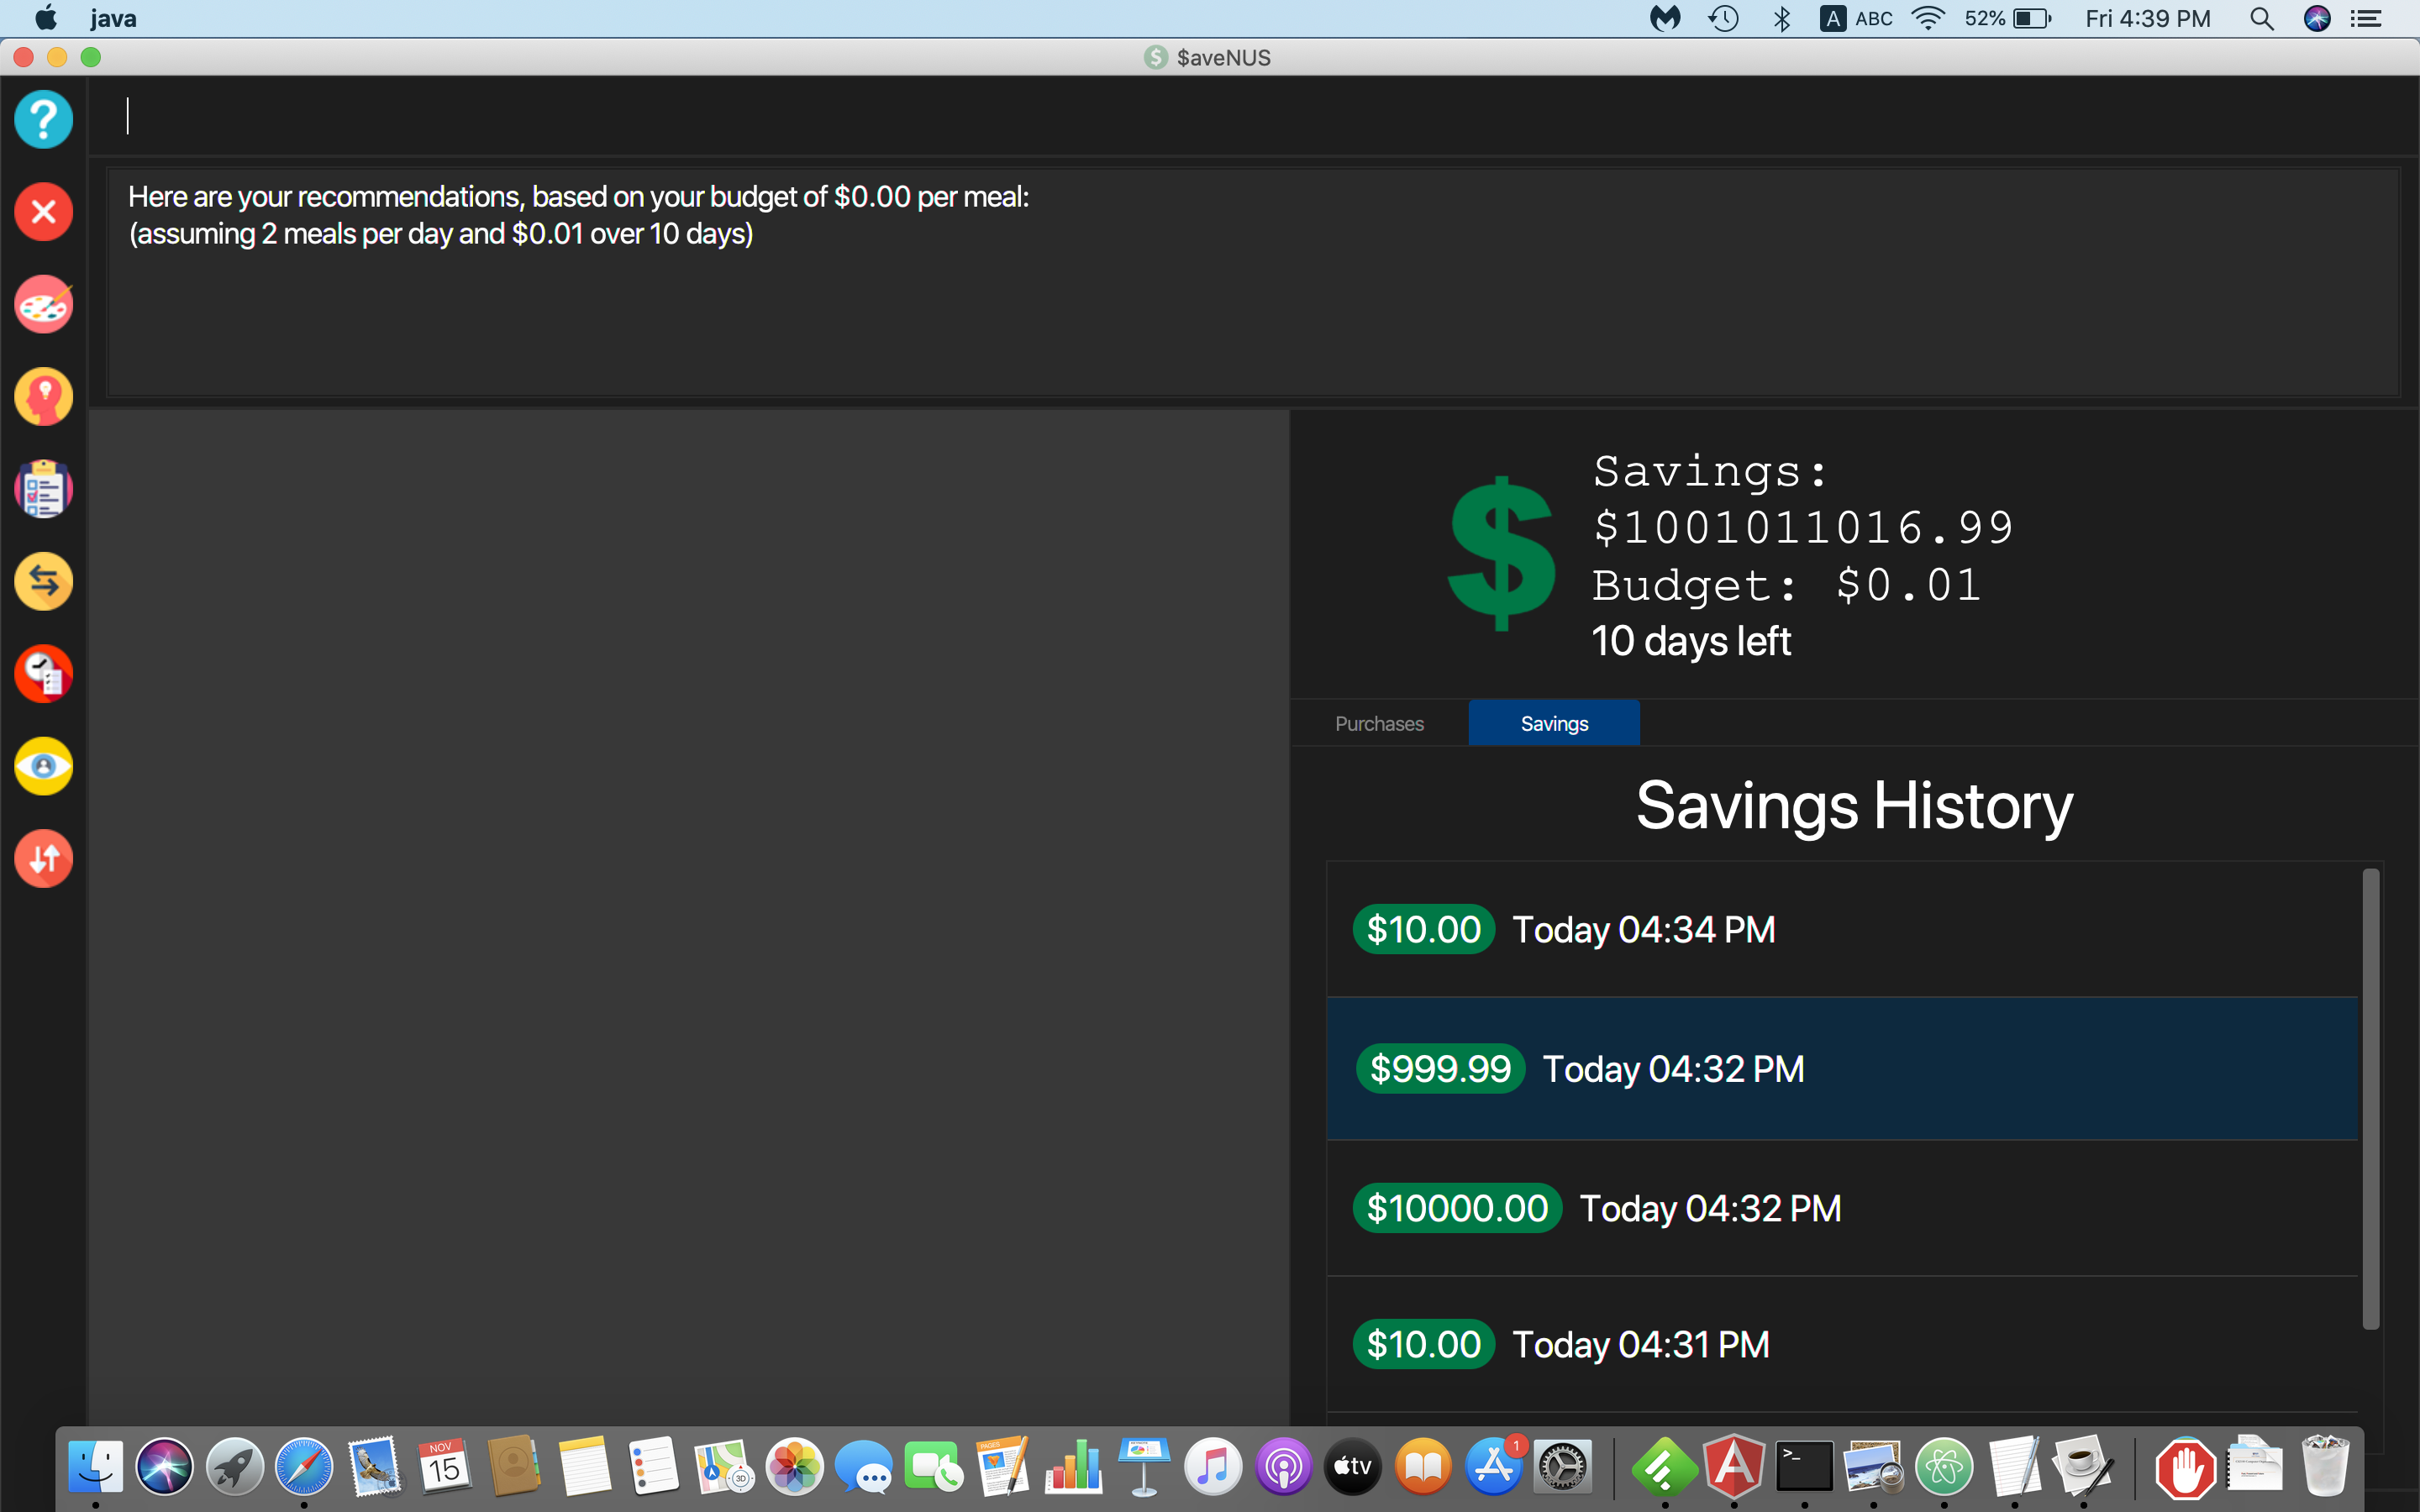 java
A ABC 52% Fri 4:39 PM
$ $aveNUS
?
Here are your recommendations, based on your budget of $0.00 per meal:
(assuming 2 meals per day and $0.01 over 10 days)
$
Savings:
$1001011016.99
Budget: $0.01
10 days left
Purchases Savings
Savings History
$10.00 Today 04:34 PM
$999.99 Today 04:32 PM
$10000.00 Today 04:32 PM
$10.00 Today 04:31 PM
NOV
15
3D
PAGES
tv
1
A
>_